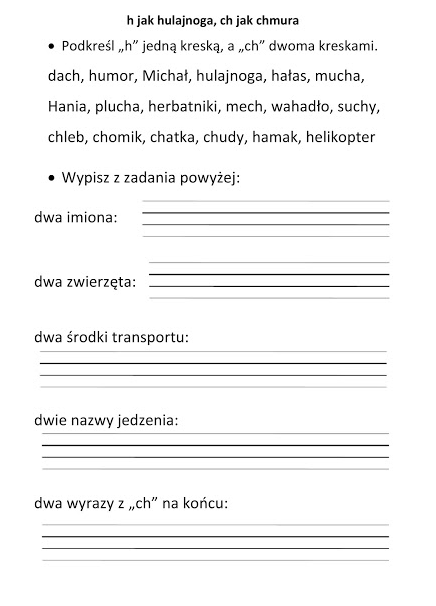 h jak hulajnoga, ch jak chmura
• Podkreśl „h” jedną kreską, a „ch” dwoma kreskami.
dach, humor, Michał, hulajnoga, hałas, mucha,
Hania, plucha, herbatniki, mech, wahadło, suchy,
chleb, chomik, chatka, chudy, hamak, helikopter
• Wypisz z zadania powyżej:
dwa imiona:
dwa zwierzęta:
dwa środki transportu:
dwie nazwy jedzenia:
dwa wyrazy z „ch” na końcu: